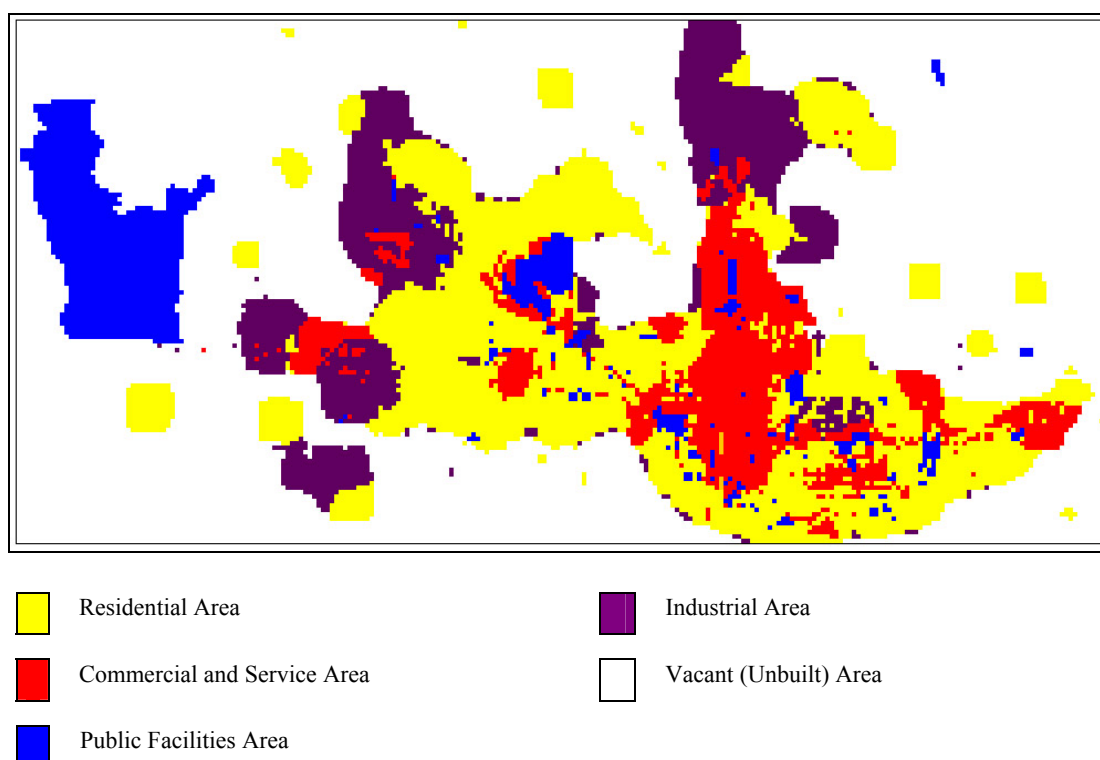 Residential Area
Industrial Area
Commercial and Service Area
Vacant (Unbuilt) Area
Public Facilities Area